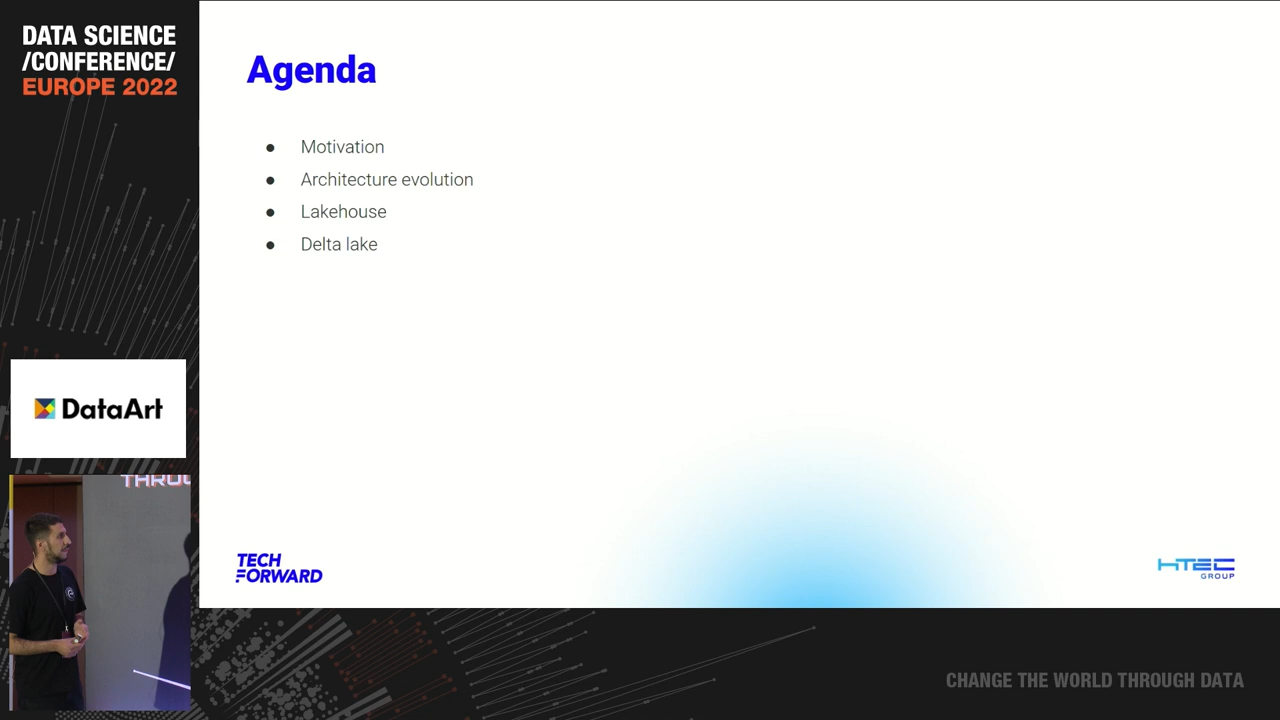 DATA SCIENCE
/CONFERENCE/
EUROPE 2022
Agenda
● Motivation
● Architecture evolution
● Lakehouse
● Delta lake
DataArt
TECH
FORWARD
HTEC
GROUP
CHANGE THE WORLD THROUGH DATA